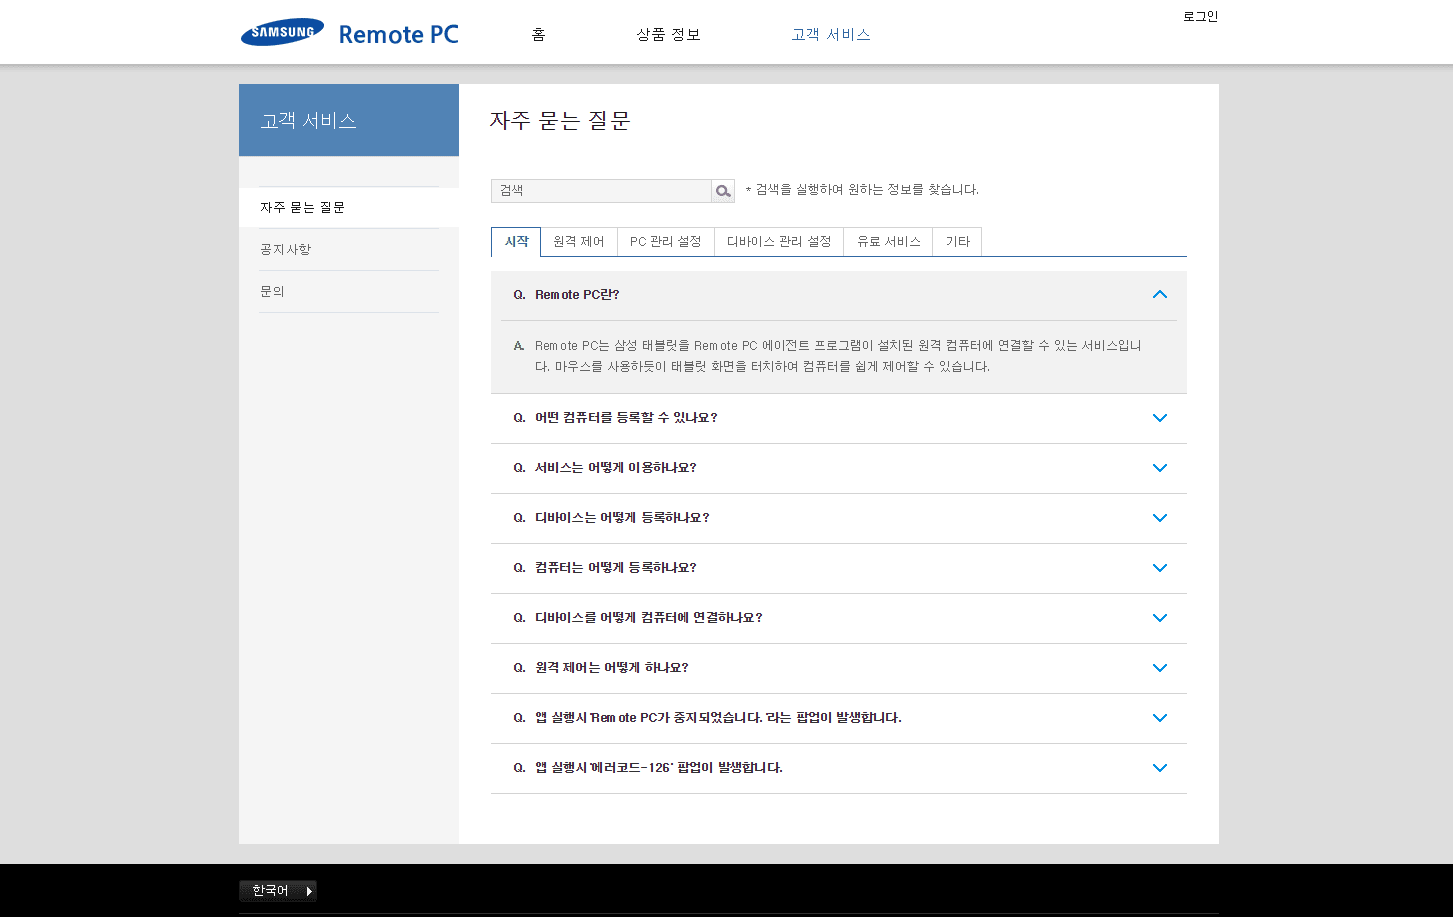 SAMSUNG Remote PC
홈
상품 정보
고객 서비스
로그인
고객 서비스
자주 묻는 질문
공지사항
문의
자주 묻는 질문
검색
* 검색을 실행하여 원하는 정보를 찾습니다.
시작
원격 제어
PC 관리 설정
디바이스 관리 설정
유료 서비스
기타
Q. Remote PC란?
A. Remote PC는 삼성 태블릿을 Remote PC 에이전트 프로그램이 설치된 원격 컴퓨터에 연결할 수 있는 서비스입니
다. 마우스를 사용하듯이 태블릿 화면을 터치하여 컴퓨터를 쉽게 제어할 수 있습니다.
Q. 어떤 컴퓨터를 등록할 수 있나요?
Q. 서비스는 어떻게 이용하나요?
Q. 디바이스는 어떻게 등록하나요?
Q. 컴퓨터는 어떻게 등록하나요?
Q. 디바이스를 어떻게 컴퓨터에 연결하나요?
Q. 원격 제어는 어떻게 하나요?
Q. 앱 실행시 'Remote PC가 중지되었습니다.'라는 팝업이 발생합니다.
Q. 앱 실행시 '에러코드-126' 팝업이 발생합니다.
한국어